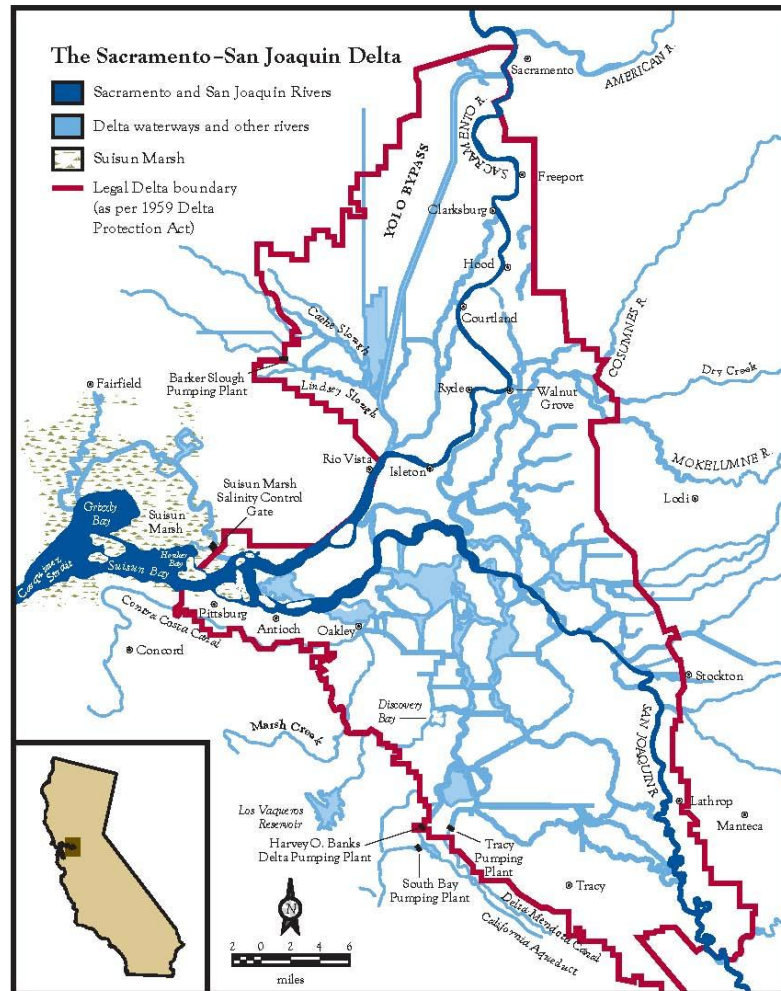 The Sacramento–San Joaquin Delta
Sacramento and San Joaquin Rivers
Delta waterways and other rivers
Suisun Marsh
Legal Delta boundary
(as per 1959 Delta
Protection Act)
Sacramento
AMERICAN R.
SACRAMENTO R.
YOLO BYPASS
Freeport
Clarksburg
Hood
Courtland
COSUMNES R.
Cache Slough
Barker Slough
Pumping Plant
Lindsey Slough
Dry Creek
Fairfield
Ryde
Walnut
Grove
MOKELUMNE R.
Rio Vista
Isleton
Lodi
Suisun Marsh
Salinity Control
Gate
Grizzly
Bay
Suisun
Marsh
Honker
Bay
Suisun Bay
Carquinez
Strait
Pittsburg
Antioch
Oakley
Contra Costa Canal
Concord
Stockton
Discovery
Bay
Marsh Creek
SAN JOAQUIN R.
Los Vaqueros
Reservoir
Lathrop
Manteca
Harvey O. Banks
Delta Pumping Plant
Tracy
Pumping
Plant
South Bay
Pumping Plant
Tracy
Delta-Mendota Canal
California Aqueduct
N
2 0 2 4 6
miles